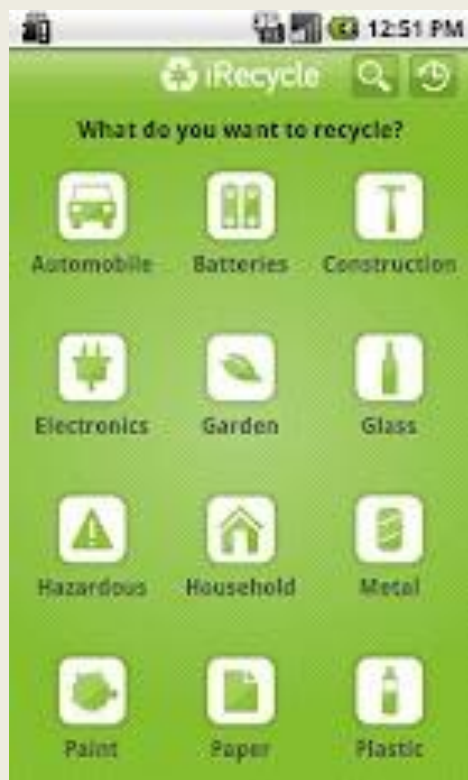 12:51 PM
iRecycle
What do you want to recycle?
Automobile Batteries Construction
Electronics Garden Glass
Hazardous Household Metal
Paint Paper Plastic